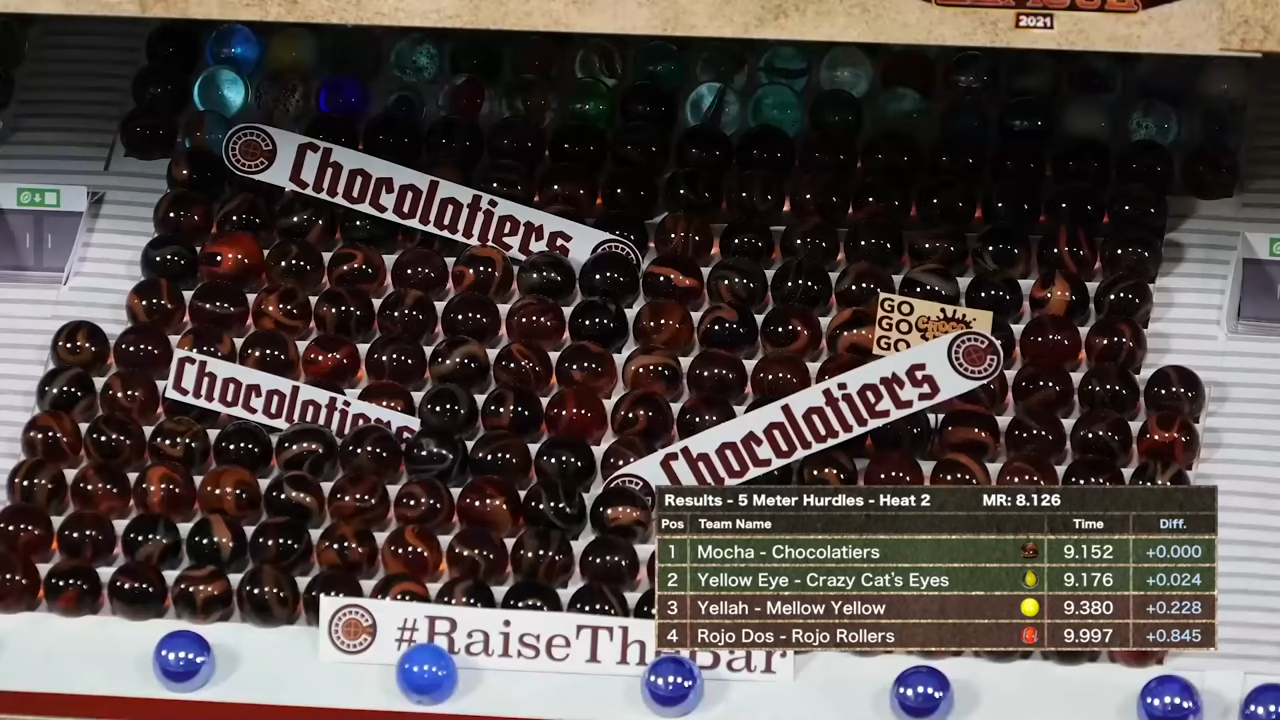 2021
Chocolatiers
GO
GO CHOCO
GO
Chocolatiers
Chocolatiers
Results - 5 Meter Hurdles - Heat 2 MR: 8.126
Pos Team Name Time Diff.
1 Mocha - Chocolatiers 9.152 +0.000
2 Yellow Eye - Crazy Cat's Eyes 9.176 +0.024
3 Yellah - Mellow Yellow 9.380 +0.228
4 Rojo Dos - Rojo Rollers 9.997 +0.845
#RaiseTheBar